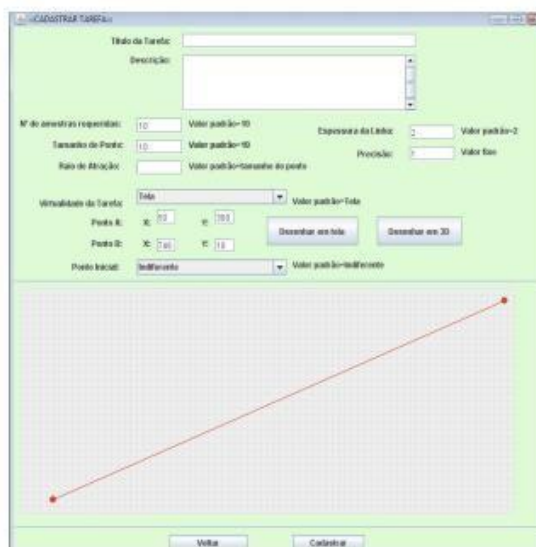 =CADASTRAR TAREFA=
Título da Tarefa:
Descrição:
Nº de amostras requeridas: 10 Valor padrão=10
Espessura da Linha: 2 Valor padrão=2
Tamanho do Ponto: 10 Valor padrão=10
Precisão: Valor fixo
Raio de Atração: Valor padrão=tamanho do ponto
Virtualidade da Tarefa: Tela Valor padrão=Tela
Ponto A: X: 50 Y: 300
Desenhar em tela Desenhar em 3D
Ponto B: X: Y: 10
Ponto Inicial: Indiferente Valor padrão=Indiferente
Voltar Cadastrar